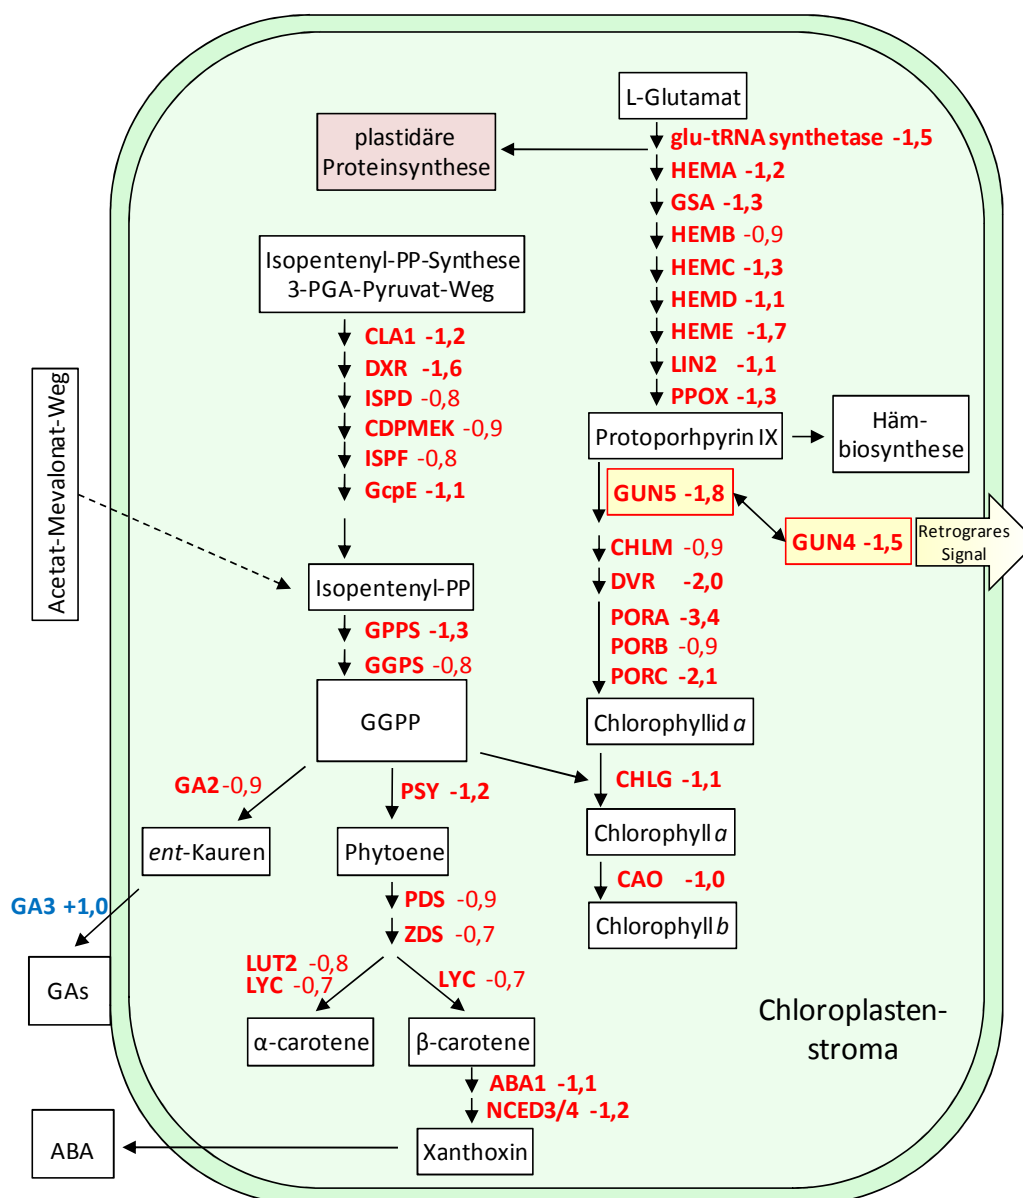 L-Glutamat
plastidäre
Proteinsynthese
glu-tRNA synthetase -1,5
HEMA -1,2
GSA -1,3
HEMB -0,9
HEMC -1,3
HEMD -1,1
HEME -1,7
LIN2 -1,1
PPOX -1,3
Isopentenyl-PP-Synthese
3-PGA-Pyruvat-Weg
CLA1 -1,2
DXR -1,6
ISPD -0,8
CDPMEK -0,9
ISPF -0,8
GcpE -1,1
Acetat-Mevalonat-Weg
Protoporhpyrin IX
Häm-
biosynthese
GUN5 -1,8
GUN4 -1,5
Retrograres
Signal
CHLM -0,9
DVR -2,0
PORA -3,4
PORB -0,9
PORC -2,1
Isopentenyl-PP
GPPS -1,3
GGPS -0,8
GGPP
Chlorophyllid a
CHLG -1,1
GA2 -0,9
PSY -1,2
ent-Kauren
Phytoene
Chlorophyll a
CAO -1,0
Chlorophyll b
GA3 +1,0
GAs
PDS -0,9
ZDS -0,7
LUT2 -0,8
LYC -0,7
LYC -0,7
α-carotene
β-carotene
Chloroplasten-
stroma
ABA1 -1,1
NCED3/4 -1,2
Xanthoxin
ABA